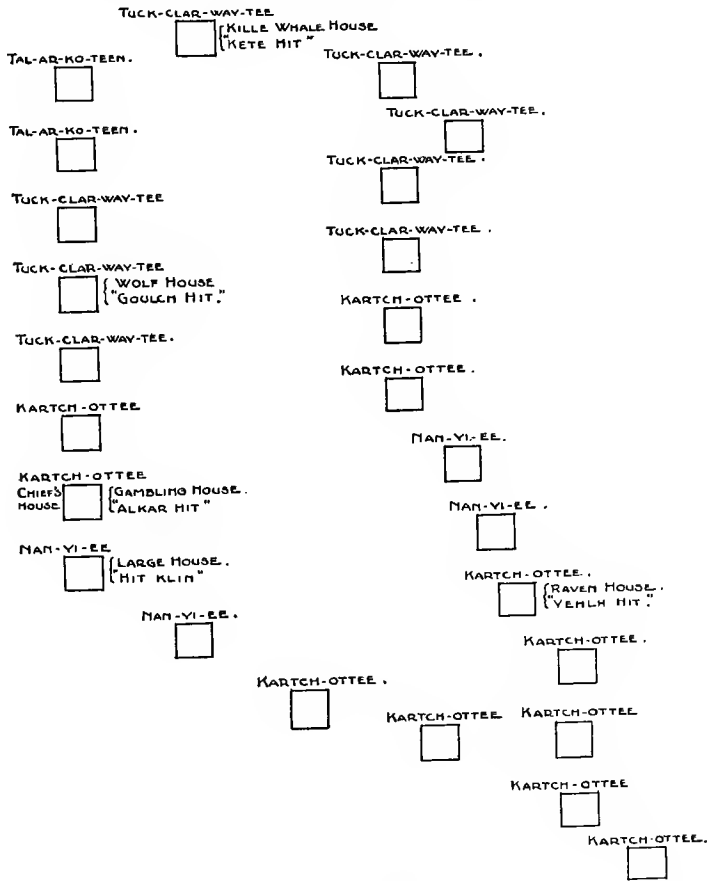 TUCK-CLAR-WAY-TEE
KILLE WHALE HOUSE
"KETE HIT"
TAL-AR-KO-TEEN.
TUCK-CLAR-WAY-TEE.
TUCK-CLAR-WAY-TEE.
TAL-AR-KO-TEEN.
TUCK-CLAR-WAY-TEE.
TUCK-CLAR-WAY-TEE
TUCK-CLAR-WAY-TEE.
TUCK-CLAR-WAY-TEE
WOLF HOUSE
"GOULCH HIT."
KARTCH-OTTEE.
TUCK-CLAR-WAY-TEE.
KARTCH-OTTEE.
KARTCH-OTTEE
NAN-YI-EE.
KARTCH-OTTEE
CHIEF'S
HOUSE
GAMBLING HOUSE.
"ALKAR HIT"
NAN-YI-EE.
NAN-YI-EE
LARGE HOUSE.
"HIT KLIN"
KARTCH-OTTEE.
RAVEN HOUSE.
"YEHLH HIT."
NAN-YI-EE.
KARTCH-OTTEE.
KARTCH-OTTEE.
KARTCH-OTTEE
KARTCH-OTTEE
KARTCH-OTTEE
KARTCH-OTTEE.